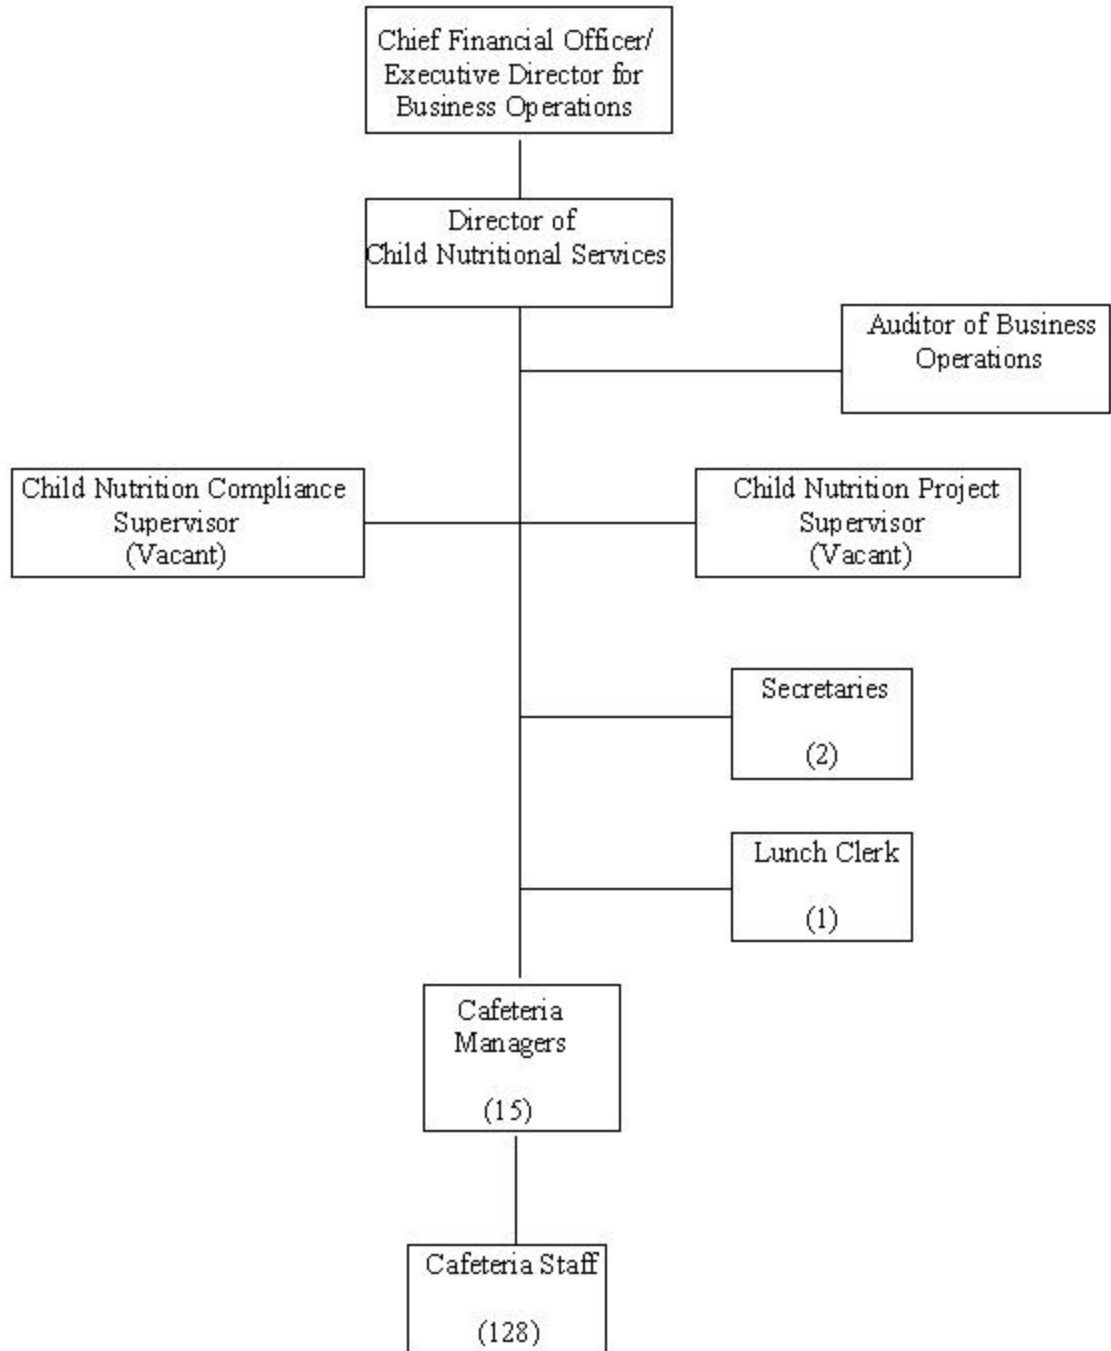 Chief Financial Officer/
Executive Director for
Business Operations
Director of
Child Nutritional Services
Auditor of Business
Operations
Child Nutrition Compliance
Supervisor
(Vacant)
Child Nutrition Project
Supervisor
(Vacant)
Secretaries
(2)
Lunch Clerk
(1)
Cafeteria
Managers
(15)
Cafeteria Staff
(128)